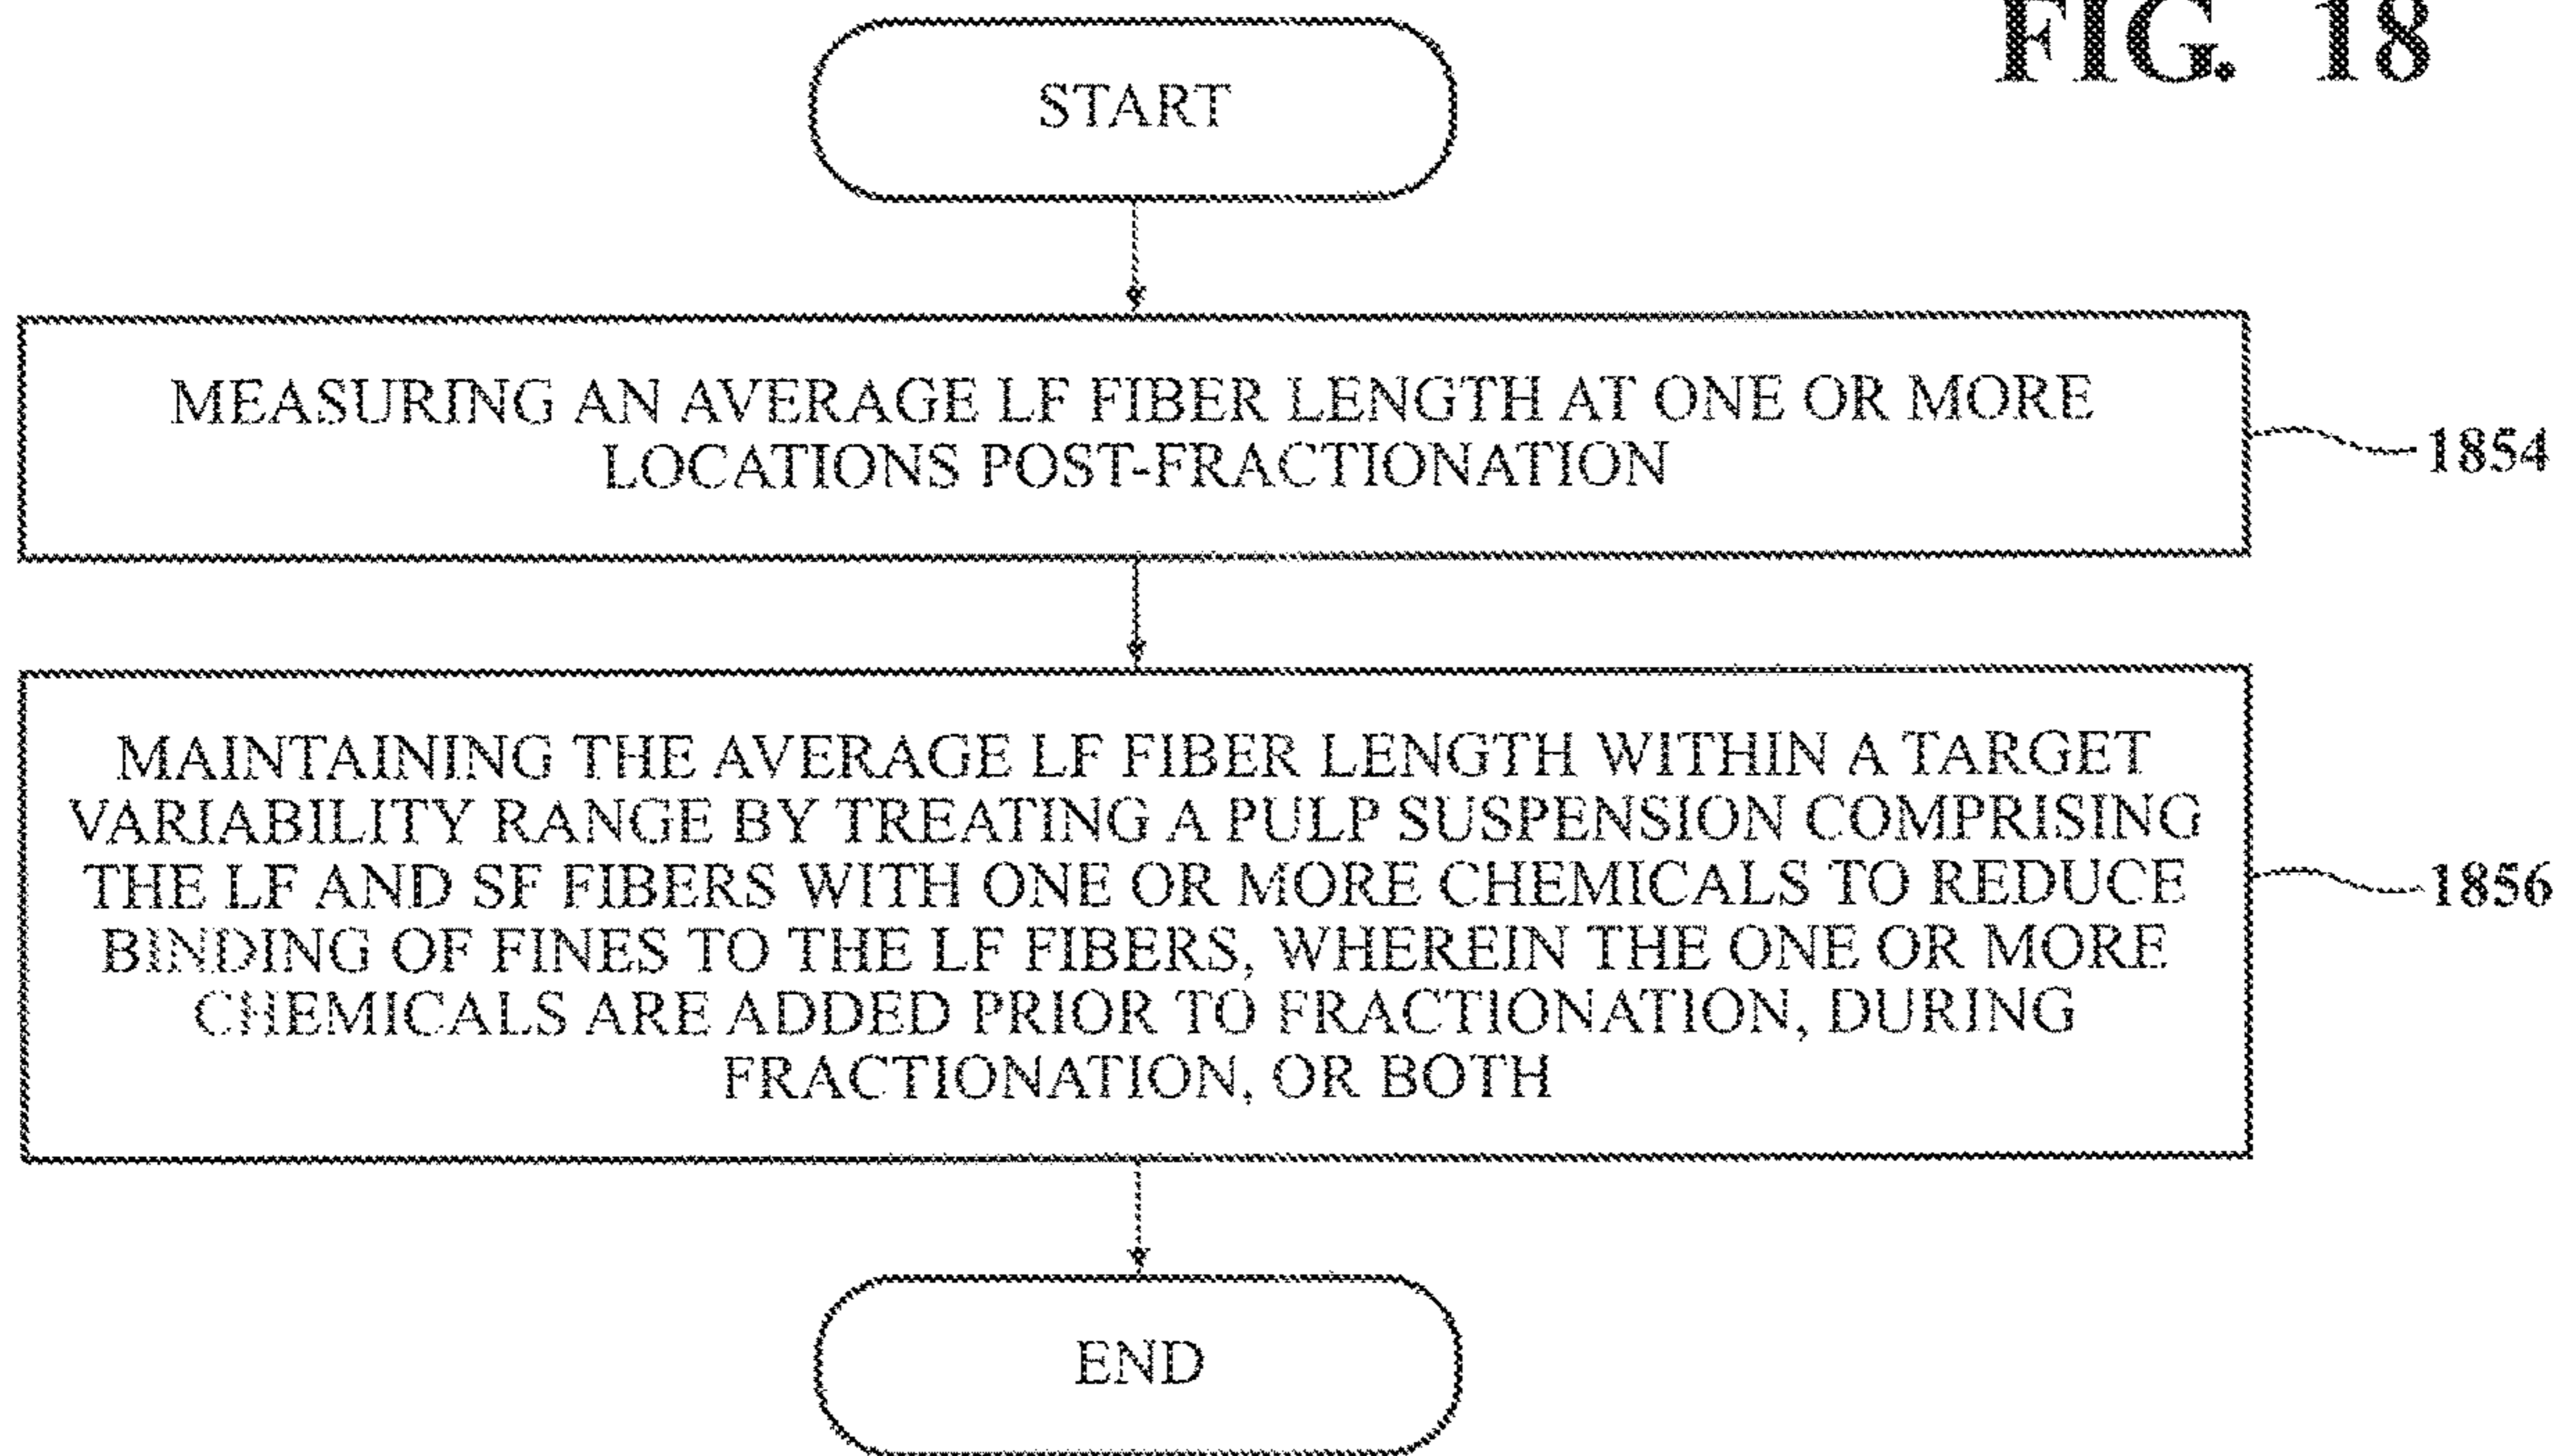 FIG. 18
START
MEASURING AN AVERAGE LF FIBER LENGTH AT ONE OR MORE
LOCATIONS POST-FRACTIONATION
1854
MAINTAINING THE AVERAGE LF FIBER LENGTH WITHIN A TARGET
VARIABILITY RANGE BY TREATING A PULP SUSPENSION COMPRISING
THE LF AND SF FIBERS WITH ONE OR MORE CHEMICALS TO REDUCE
BINDING OF FINES TO THE LF FIBERS, WHEREIN THE ONE OR MORE
CHEMICALS ARE ADDED PRIOR TO FRACTIONATION, DURING
FRACTIONATION, OR BOTH
1856
END